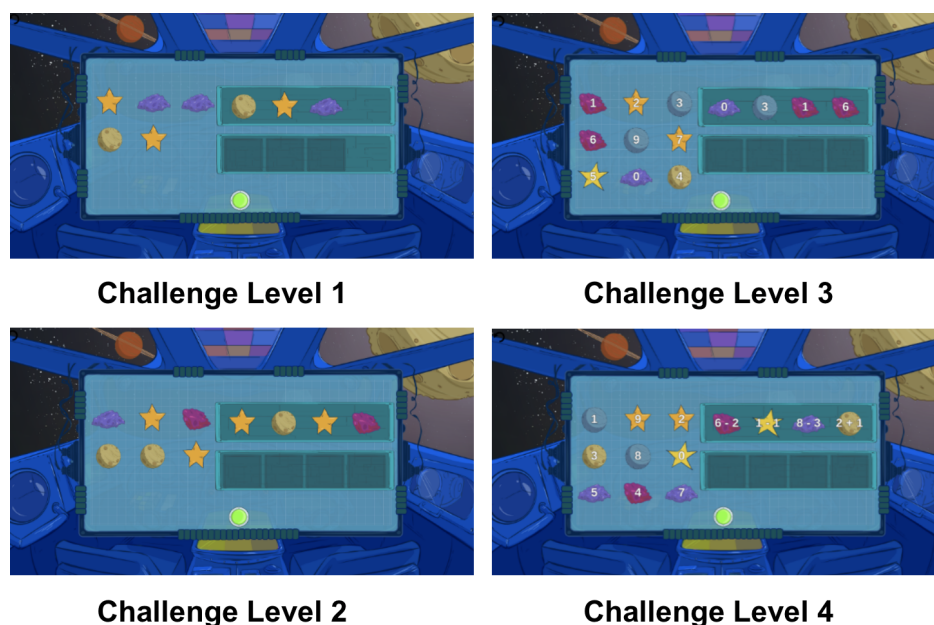 1 2 3
0 3 1 6
6 9 7
5 0 4
Challenge Level 1
Challenge Level 3
1 9 2
6 - 2 8 - 3 2 + 1
3 8 0
5 4 7
Challenge Level 2
Challenge Level 4